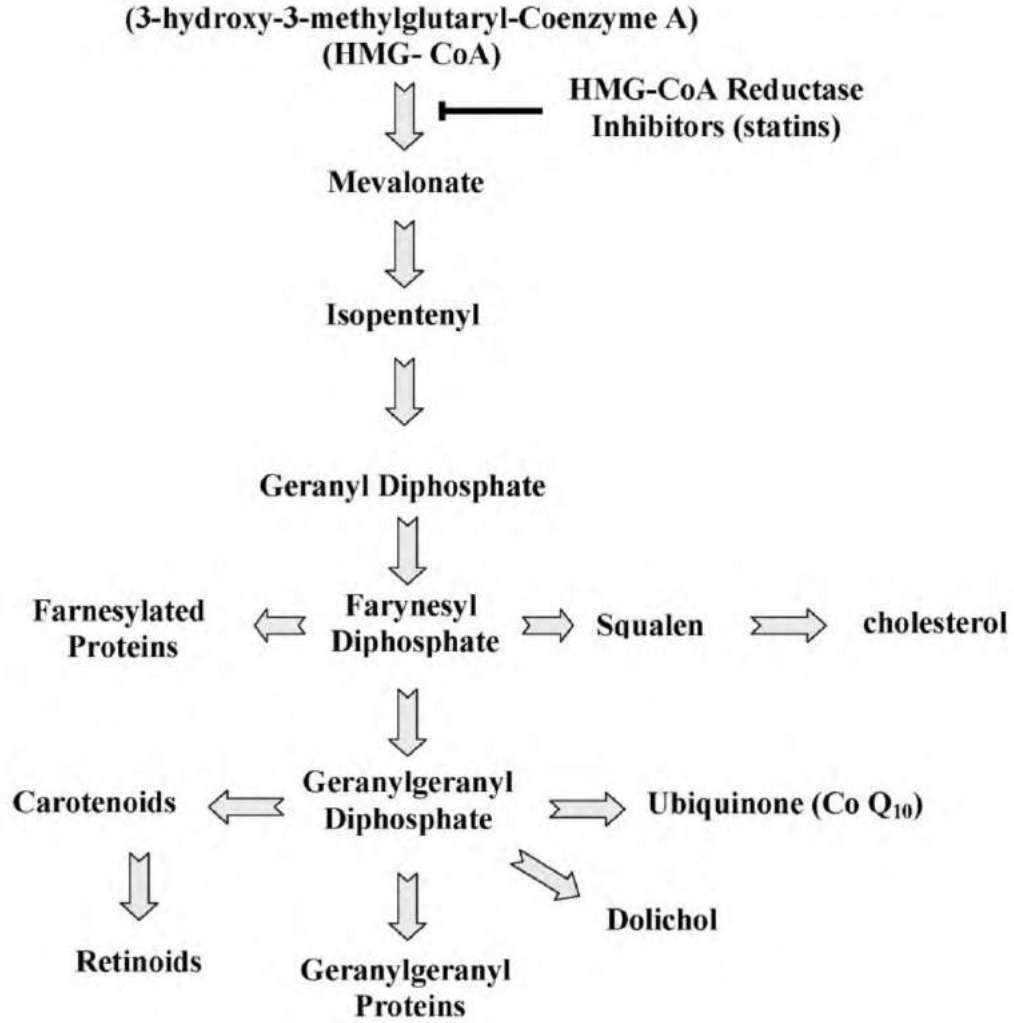 (3-hydroxy-3-methylglutaryl-Coenzyme A)
(HMG- CoA)
HMG-CoA Reductase
Inhibitors (statins)
Mevalonate
Isopentenyl
Geranyl Diphosphate
Farnesylated
Proteins
Farynesyl
Diphosphate
Squalen
cholesterol
Carotenoids
Geranylgeranyl
Diphosphate
Ubiquinone (Co Q₁₀)
Dolichol
Retinoids
Geranylgeranyl
Proteins